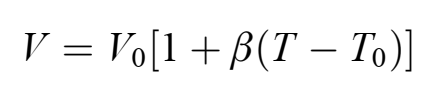 V = V₀[1 + β(T − T₀)]